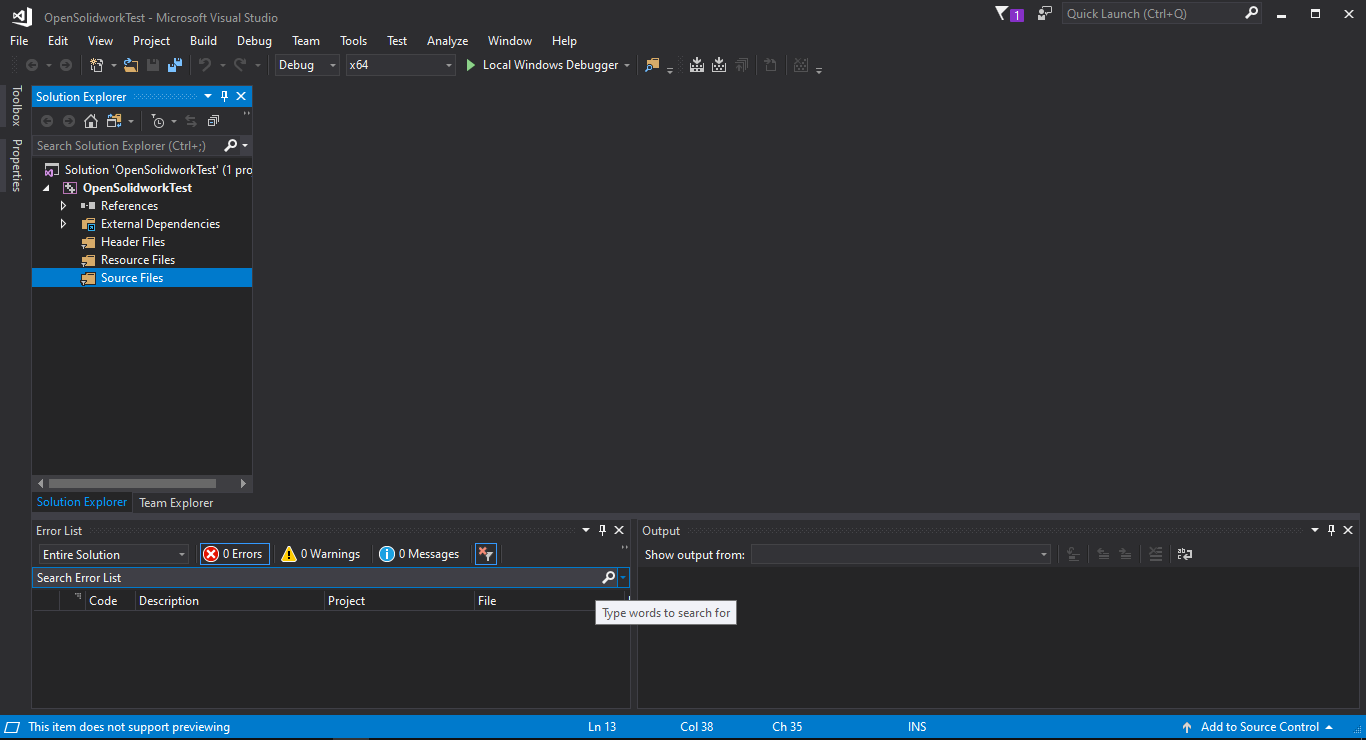 OpenSolidworkTest - Microsoft Visual Studio
1
Quick Launch (Ctrl+Q)
File Edit View Project Build Debug Team Tools Test Analyze Window Help
Debug x64 Local Windows Debugger
Toolbox
Properties
Solution Explorer
Search Solution Explorer (Ctrl+;)
Solution 'OpenSolidworkTest' (1 pro
OpenSolidworkTest
References
External Dependencies
Header Files
Resource Files
Source Files
Solution Explorer Team Explorer
Error List
Entire Solution 0 Errors 0 Warnings 0 Messages
Search Error List
Code Description Project File
Type words to search for
Output
Show output from:
This item does not support previewing Ln 13 Col 38 Ch 35 INS Add to Source Control